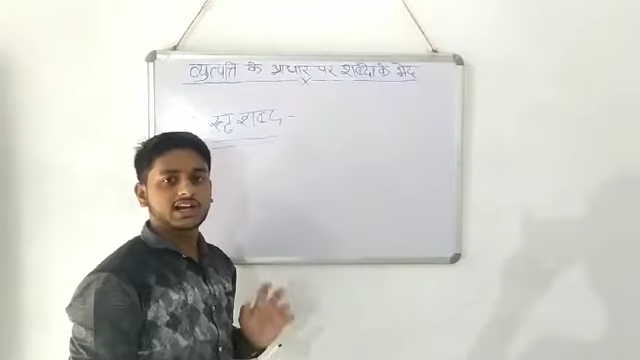 व्युत्पत्ति के आधार पर शब्दों के भेद
रूढ़ शब्द -